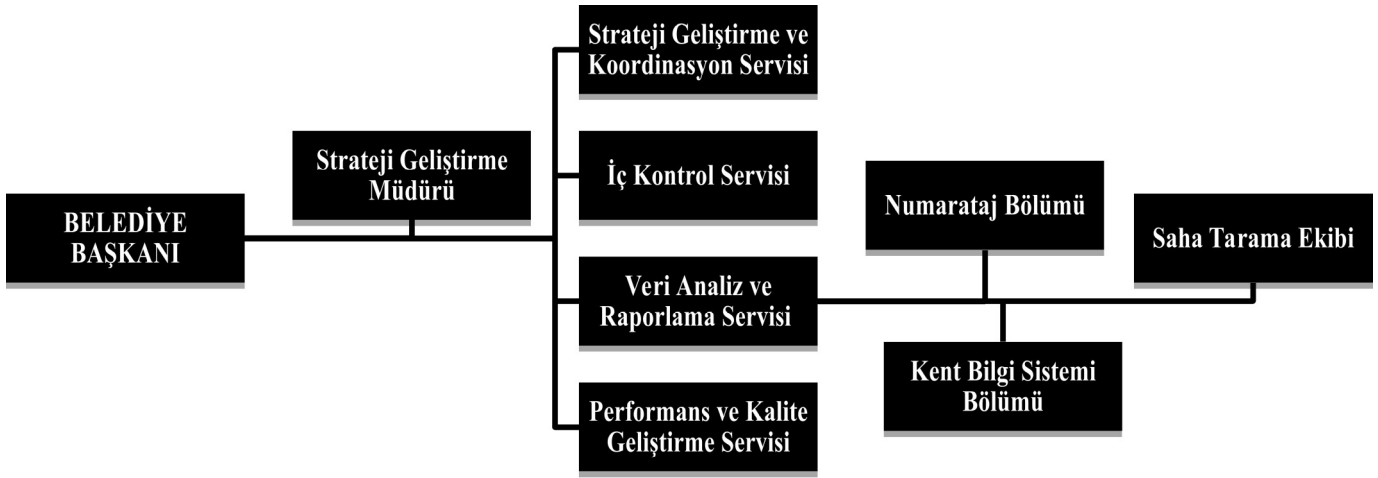 BELEDİYE
BAŞKANI
Strateji Geliştirme
Müdürü
Strateji Geliştirme ve
Koordinasyon Servisi
İç Kontrol Servisi
Veri Analiz ve
Raporlama Servisi
Performans ve Kalite
Geliştirme Servisi
Numarataj Bölümü
Kent Bilgi Sistemi
Bölümü
Saha Tarama Ekibi